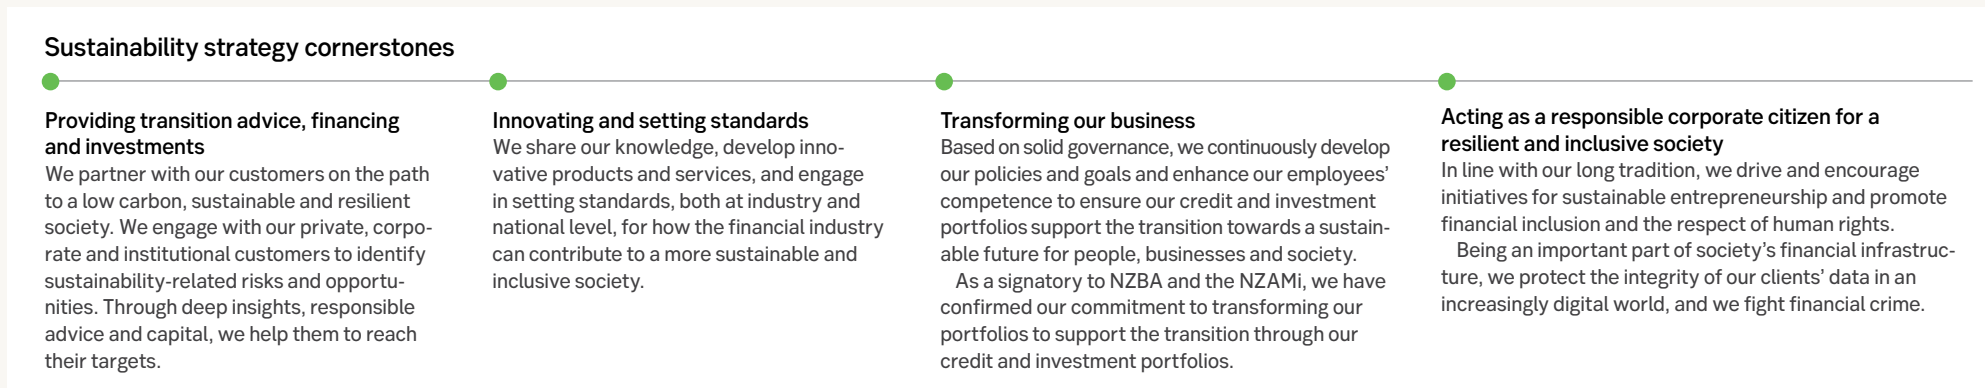 Sustainability strategy cornerstones
Providing transition advice, financing
and investments
We partner with our customers on the path
to a low carbon, sustainable and resilient
society. We engage with our private, corpo-
rate and institutional customers to identify
sustainability-related risks and opportu-
nities. Through deep insights, responsible
advice and capital, we help them to reach
their targets.
Innovating and setting standards
We share our knowledge, develop inno-
vative products and services, and engage
in setting standards, both at industry and
national level, for how the financial industry
can contribute to a more sustainable and
inclusive society.
Transforming our business
Based on solid governance, we continuously develop
our policies and goals and enhance our employees’
competence to ensure our credit and investment
portfolios support the transition towards a sustain-
able future for people, businesses and society.
As a signatory to NZBA and the NZAMi, we have
confirmed our commitment to transforming our
portfolios to support the transition through our
credit and investment portfolios.
Acting as a responsible corporate citizen for a
resilient and inclusive society
In line with our long tradition, we drive and encourage
initiatives for sustainable entrepreneurship and promote
financial inclusion and the respect of human rights.
Being an important part of society’s financial infrastruc-
ture, we protect the integrity of our clients’ data in an
increasingly digital world, and we fight financial crime.